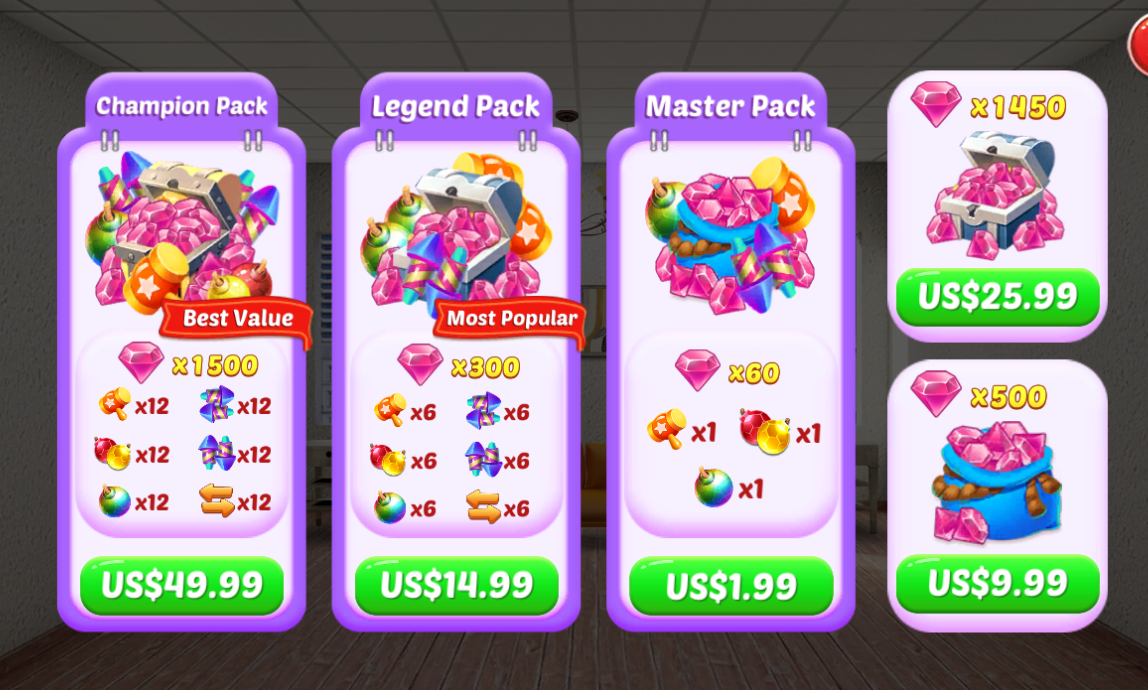 Champion Pack
Best Value
x1500
x12 x12
x12 x12
x12 x12
US$49.99
Legend Pack
Most Popular
x300
x6 x6
x6 x6
x6 x6
US$14.99
Master Pack
x60
x1 x1
x1
US$1.99
x1450
US$25.99
x500
US$9.99